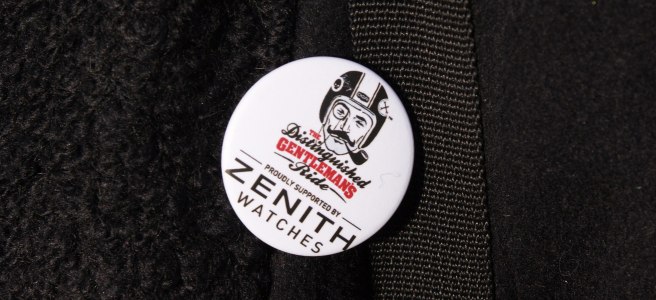 THE
Distinguished
GENTLEMAN'S
Ride
PROUDLY SUPPORTED BY
ZENITH
WATCHES